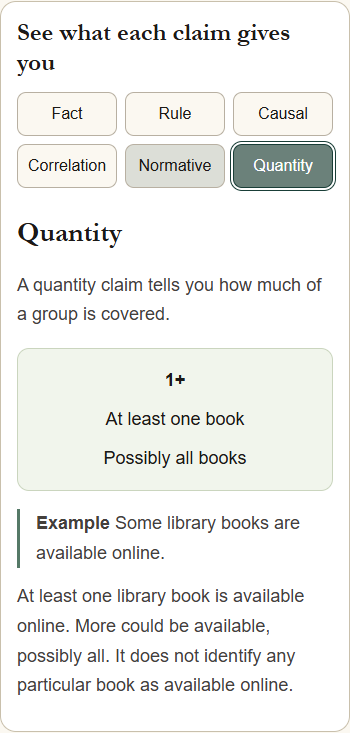 See what each claim gives
you
Fact
Rule
Causal
Correlation
Normative
Quantity
Quantity
A quantity claim tells you how much of
a group is covered.
1+
At least one book
Possibly all books
Example Some library books are
available online.
At least one library book is available
online. More could be available,
possibly all. It does not identify any
particular book as available online.